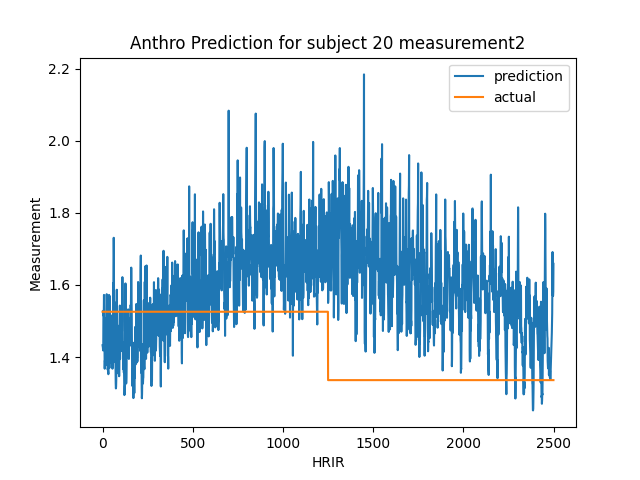 Anthro Prediction for subject 20 measurement2
prediction
actual
Measurement
2.2
2.0
1.8
1.6
1.4
0
500
1000
1500
2000
2500
HRIR